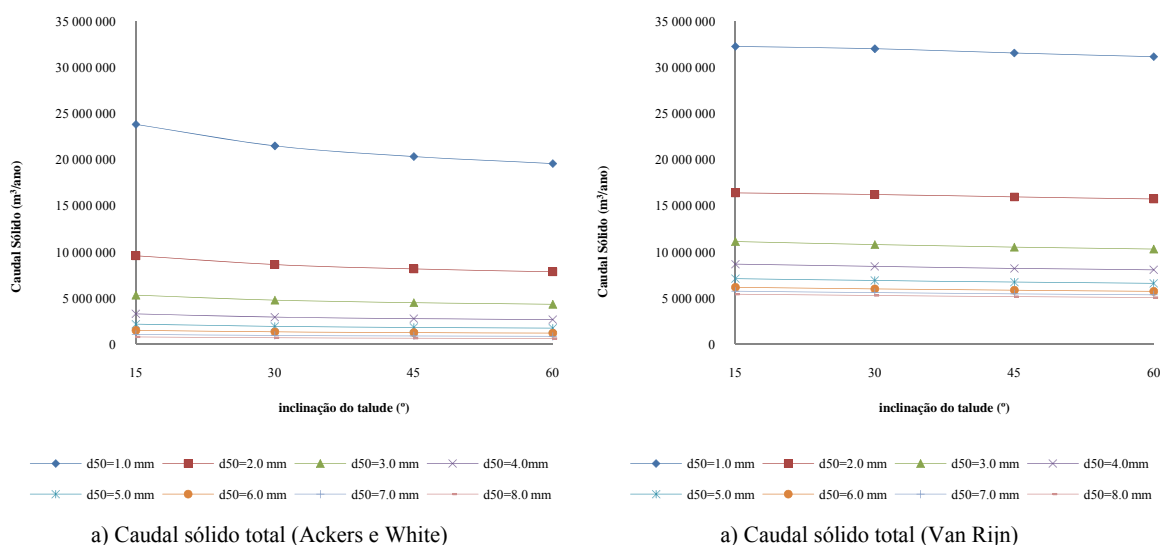 35 000 000
30 000 000
25 000 000
20 000 000
15 000 000
10 000 000
5 000 000
0
Caudal Sólido (m³/ano)
15 30 45 60
inclinação do talude (º)
d50=1.0 mm d50=2.0 mm d50=3.0 mm d50=4.0mm
d50=5.0 mm d50=6.0 mm d50=7.0 mm d50=8.0 mm
a) Caudal sólido total (Ackers e White)
35 000 000
30 000 000
25 000 000
20 000 000
15 000 000
10 000 000
5 000 000
0
Caudal Sólido (m³/ano)
15 30 45 60
inclinação do talude (º)
d50=1.0 mm d50=2.0 mm d50=3.0 mm d50=4.0 mm
d50=5.0 mm d50=6.0 mm d50=7.0 mm d50=8.0 mm
a) Caudal sólido total (Van Rijn)